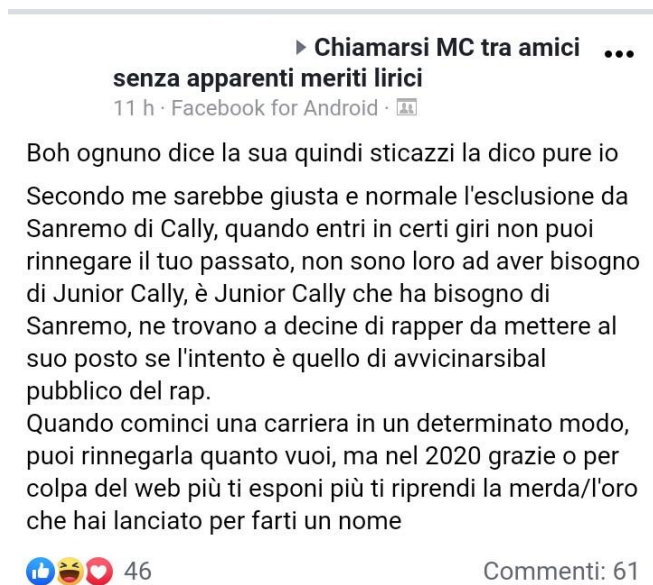 Chiamarsi MC tra amici
senza apparenti meriti lirici
11 h · Facebook for Android ·
Boh ognuno dice la sua quindi sticazzi la dico pure io
Secondo me sarebbe giusta e normale l'esclusione da
Sanremo di Cally, quando entri in certi giri non puoi
rinnegare il tuo passato, non sono loro ad aver bisogno
di Junior Cally, è Junior Cally che ha bisogno di
Sanremo, ne trovano a decine di rapper da mettere al
suo posto se l'intento è quello di avvicinarsibal
pubblico del rap.
Quando cominci una carriera in un determinato modo,
puoi rinnegarla quanto vuoi, ma nel 2020 grazie o per
colpa del web più ti esponi più ti riprendi la merda/l'oro
che hai lanciato per farti un nome
46 Commenti: 61